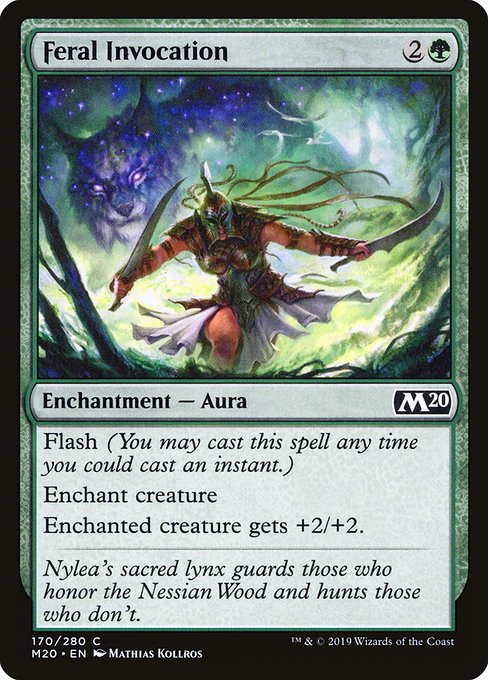 Feral Invocation 2
Enchantment — Aura M20
Flash (You may cast this spell any time
you could cast an instant.)
Enchant creature
Enchanted creature gets +2/+2.
Nylea's sacred lynx guards those who
honor the Nessian Wood and hunts those
who don't.
170/280 C ™ & © 2019 Wizards of the Coast
M20 • EN Mathias Kollros